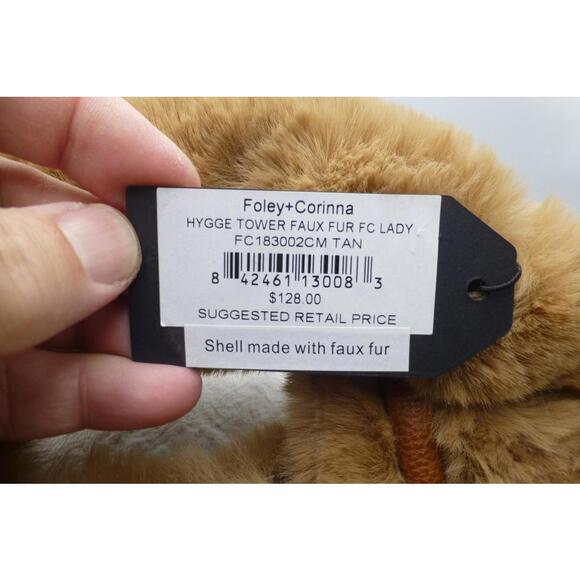 Foley+Corinna
HYGGE TOWER FAUX FUR FC LADY
FC183002CM TAN
8 42461 13008 3
$128.00
SUGGESTED RETAIL PRICE
Shell made with faux fur